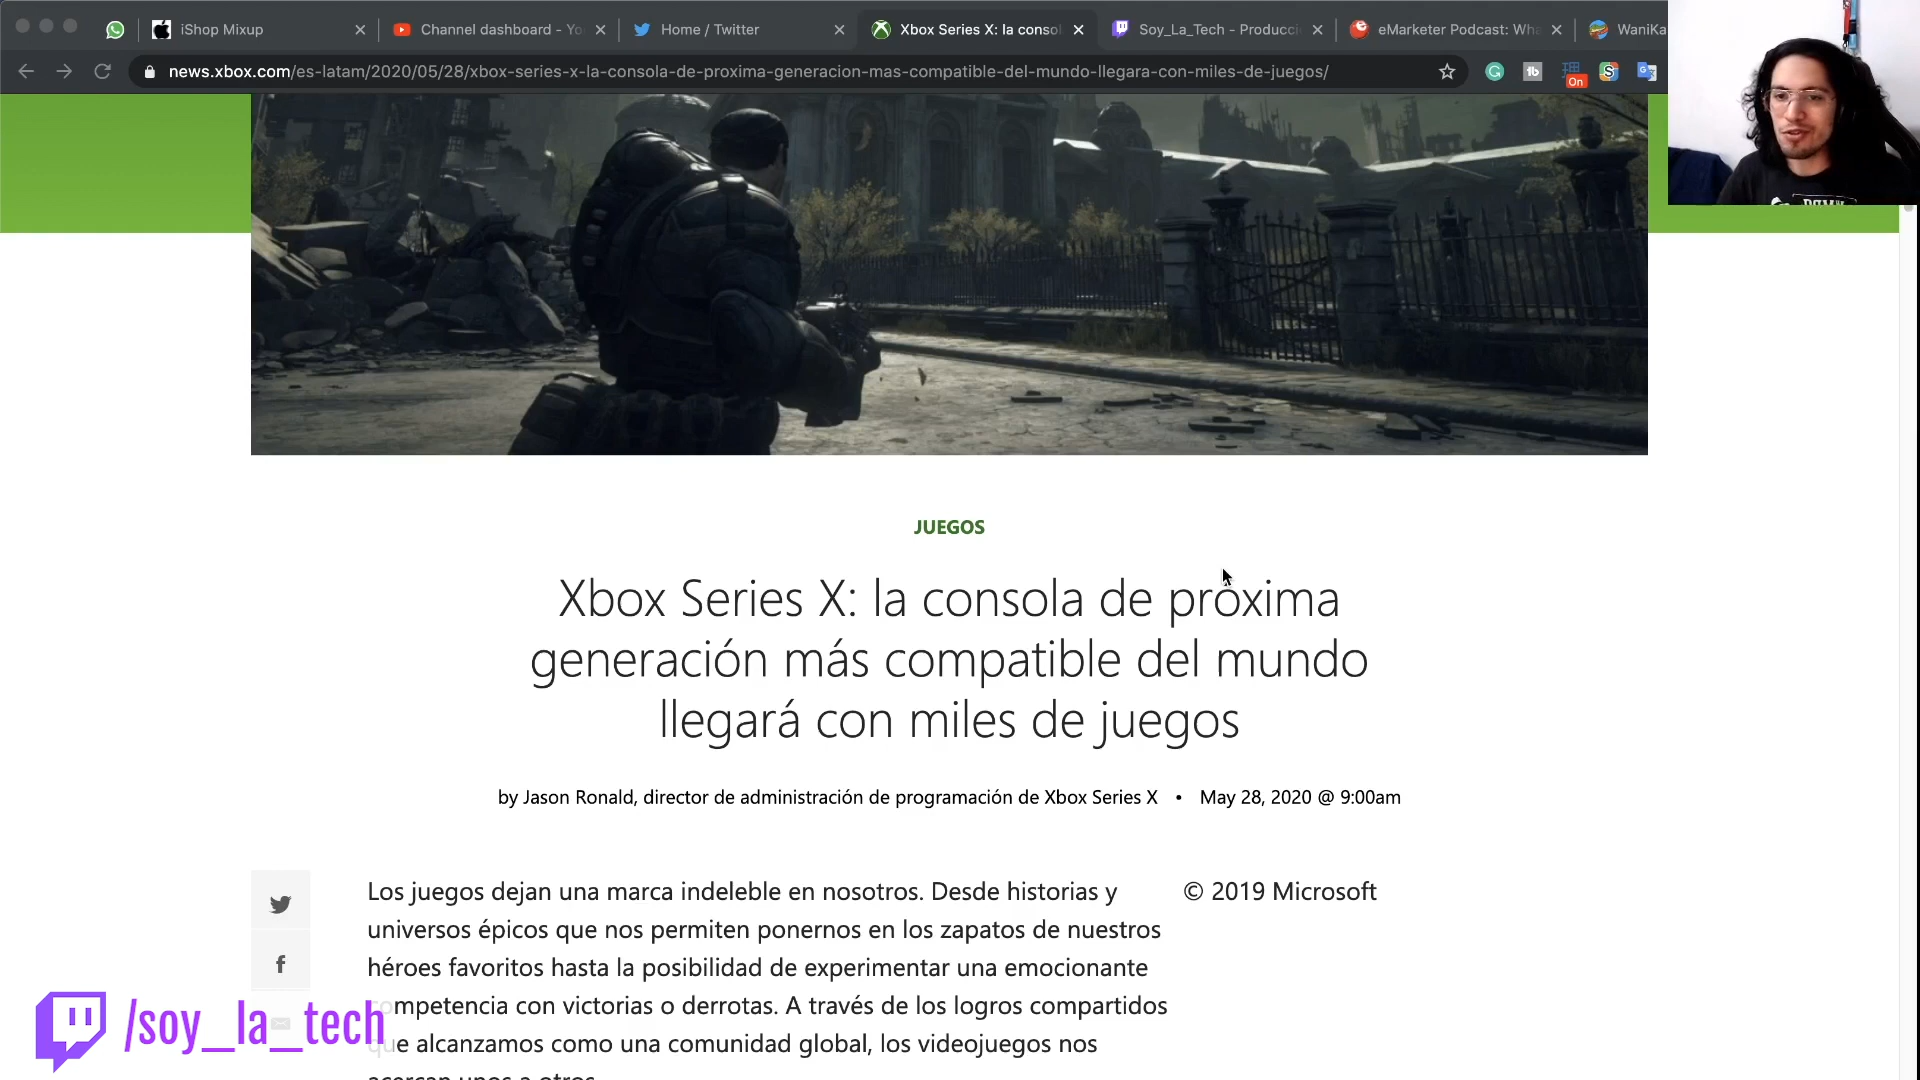 iShop Mixup
Channel dashboard - Yo
Home / Twitter
Xbox Series X: la consol
Soy_La_Tech - Producci
eMarketer Podcast: Wha
WaniKa
news.xbox.com/es-latam/2020/05/28/xbox-series-x-la-consola-de-proxima-generacion-mas-compatible-del-mundo-llegara-con-miles-de-juegos/
On
JUEGOS
Xbox Series X: la consola de próxima
generación más compatible del mundo
llegará con miles de juegos
by Jason Ronald, director de administración de programación de Xbox Series X • May 28, 2020 @ 9:00am
Los juegos dejan una marca indeleble en nosotros. Desde historias y
© 2019 Microsoft
universos épicos que nos permiten ponernos en los zapatos de nuestros
héroes favoritos hasta la posibilidad de experimentar una emocionante
competencia con victorias o derrotas. A través de los logros compartidos
que alcanzamos como una comunidad global, los videojuegos nos
acercan unos a otros.
/soy_la_tech